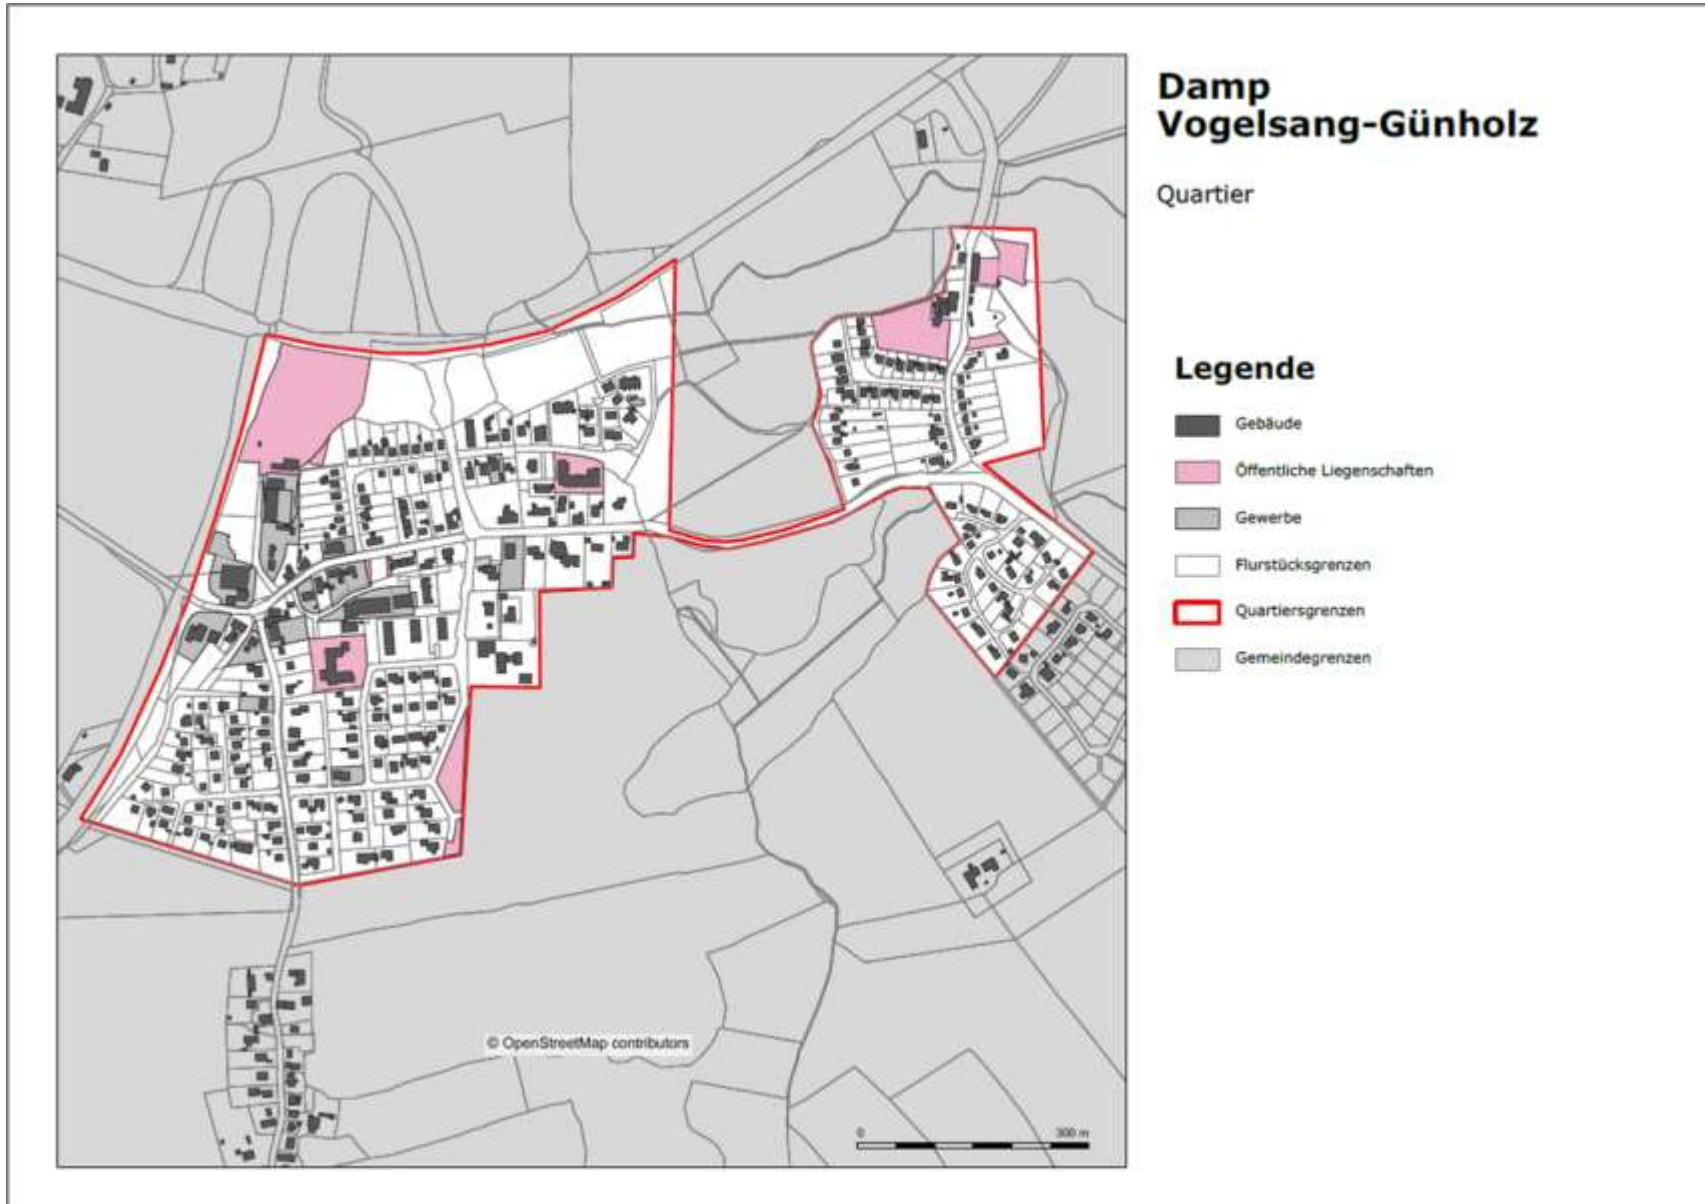 Damp
Vogelsang-Günholz
Quartier
Legende
Gebäude
Öffentliche Liegenschaften
Gewerbe
Flurstücksgrenzen
Quartiersgrenzen
Gemeindegrenzen
© OpenStreetMap contributors
0 300 m